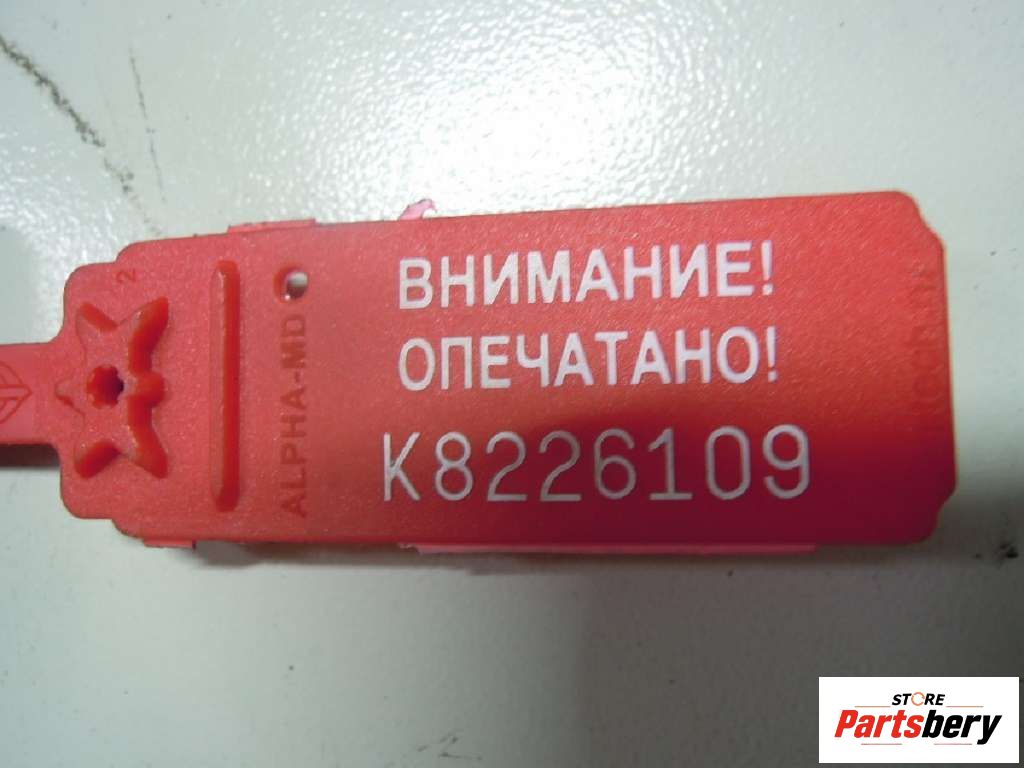 ВНИМАНИЕ!
ОПЕЧАТАНО!
K8226109
ALPHA-MD
2
STORE
Partsbery